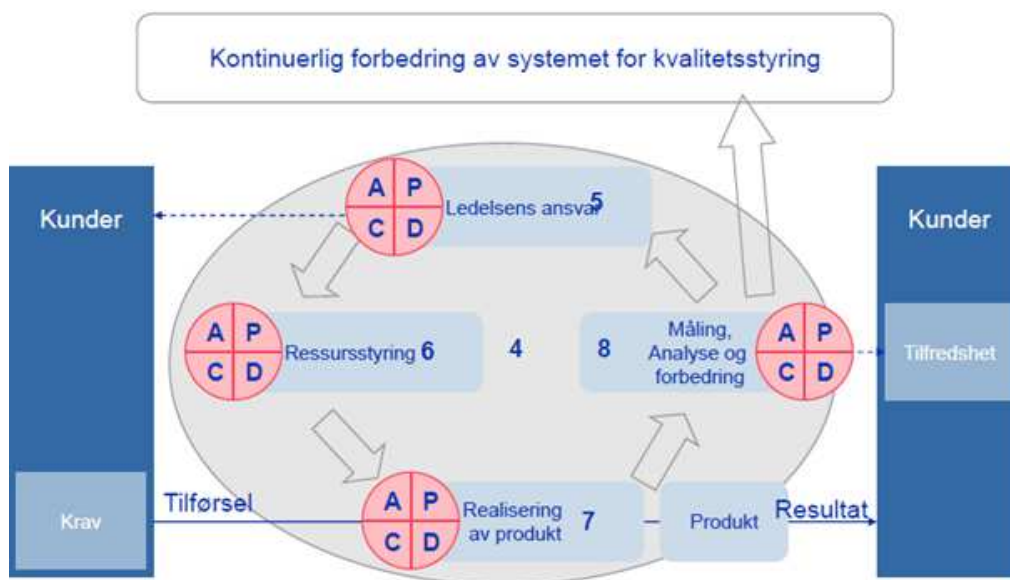 Kontinuerlig forbedring av systemet for kvalitetsstyring
Kunder
A P
C D
Ledelsens ansvar 5
Kunder
A P
C D
Ressursstyring 6
4
8
Måling,
Analyse og
forbedring
A P
C D
Tilfredshet
Krav
Tilførsel
A P
C D
Realisering
av produkt
7
Produkt
Resultat